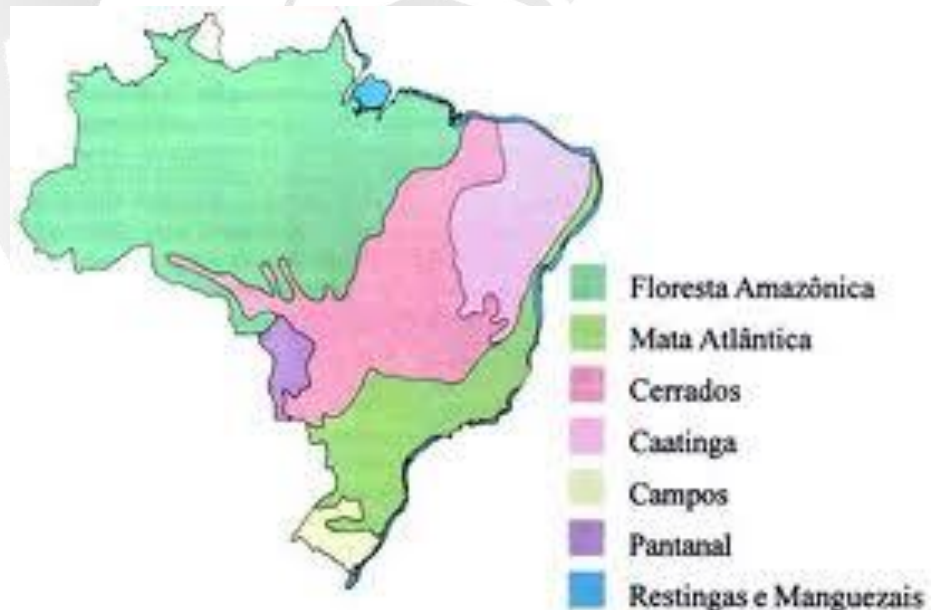 Floresta Amazônica
Mata Atlântica
Cerrados
Caatinga
Campos
Pantanal
Restingas e Manguezais